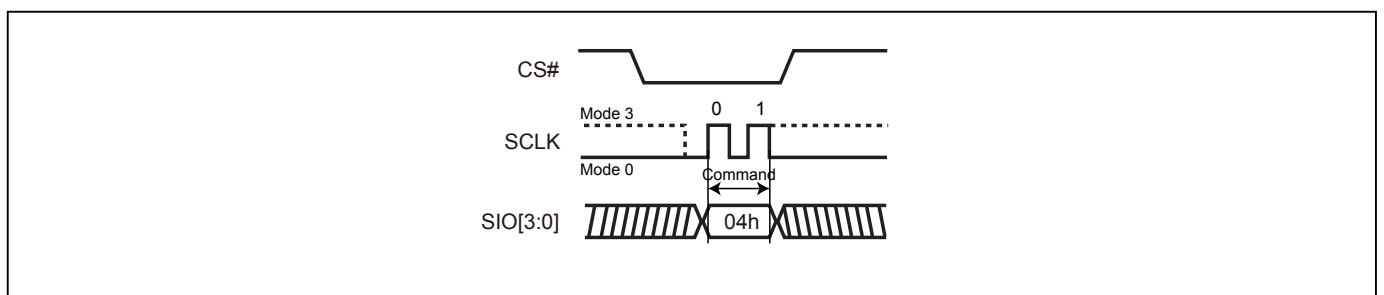 CS#
Mode 3
0 1
SCLK
Mode 0
Command
SIO[3:0]
04h